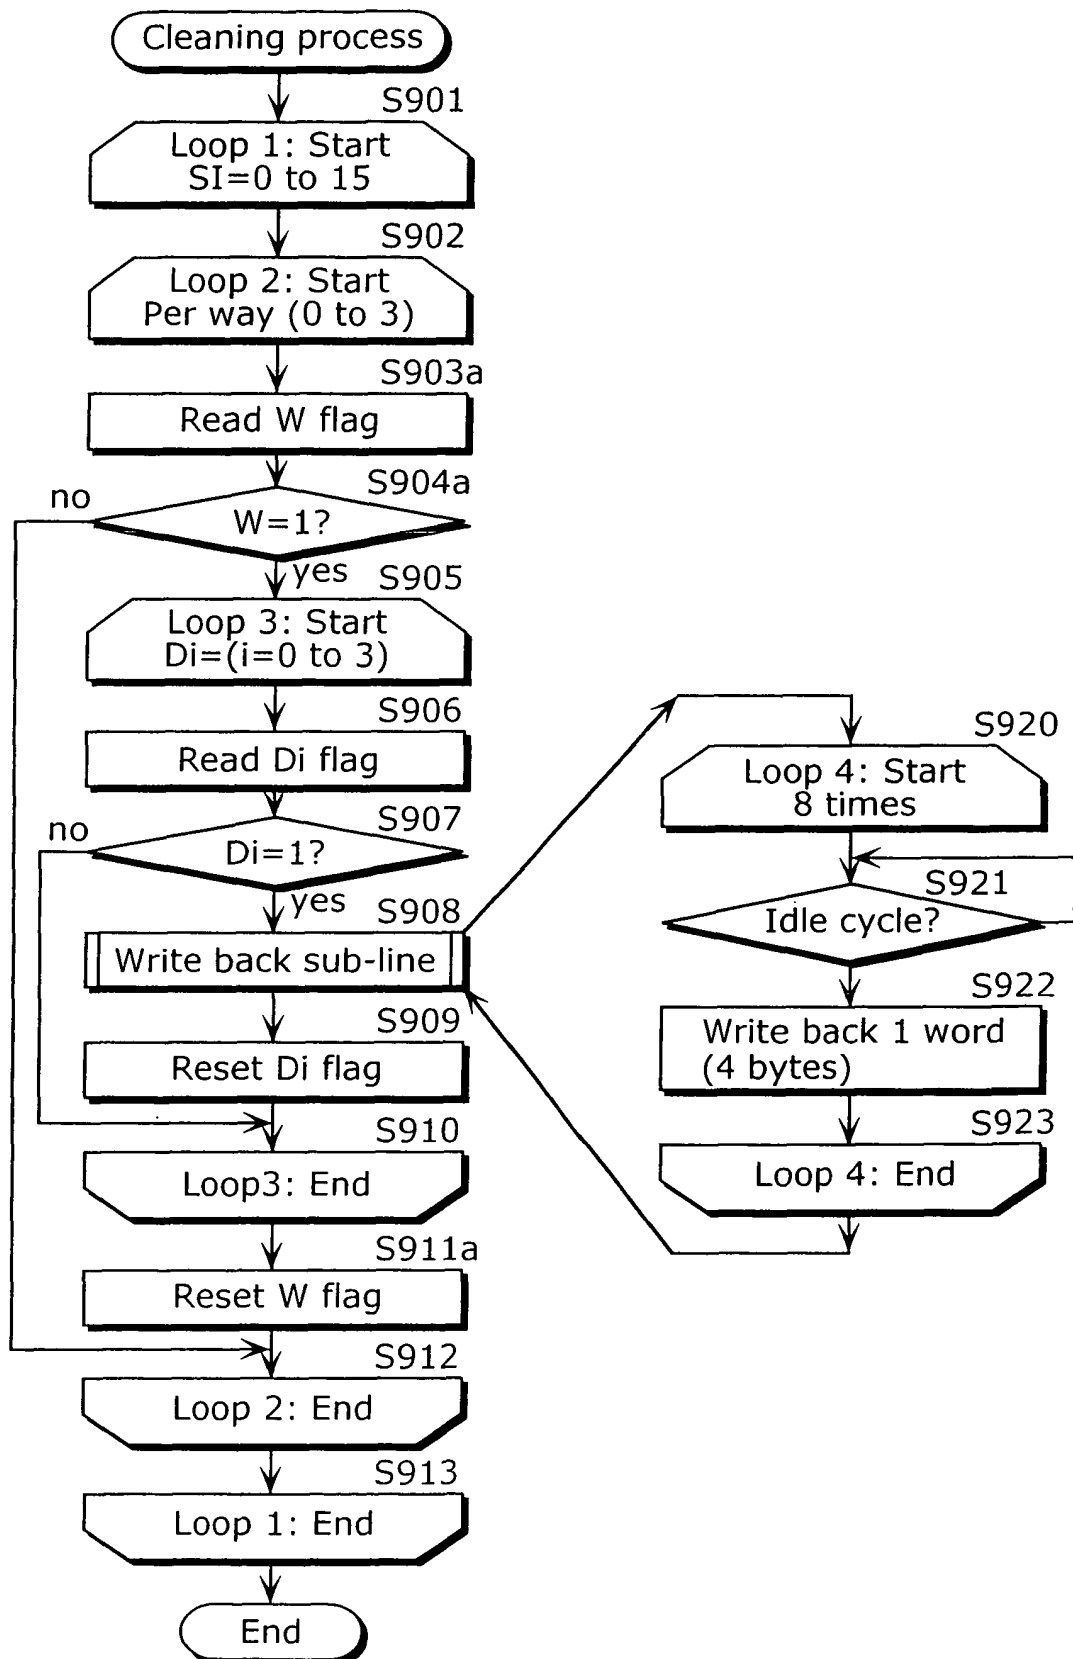 Cleaning process
S901
Loop 1: Start
SI=0 to 15
S902
Loop 2: Start
Per way (0 to 3)
S903a
Read W flag
S904a
no
W=1?
yes
S905
Loop 3: Start
Di=(i=0 to 3)
S906
Read Di flag
S907
no
Di=1?
yes
S908
Write back sub-line
S909
Reset Di flag
S910
Loop3: End
S911a
Reset W flag
S912
Loop 2: End
S913
Loop 1: End
End
S920
Loop 4: Start
8 times
S921
Idle cycle?
S922
Write back 1 word
(4 bytes)
S923
Loop 4: End